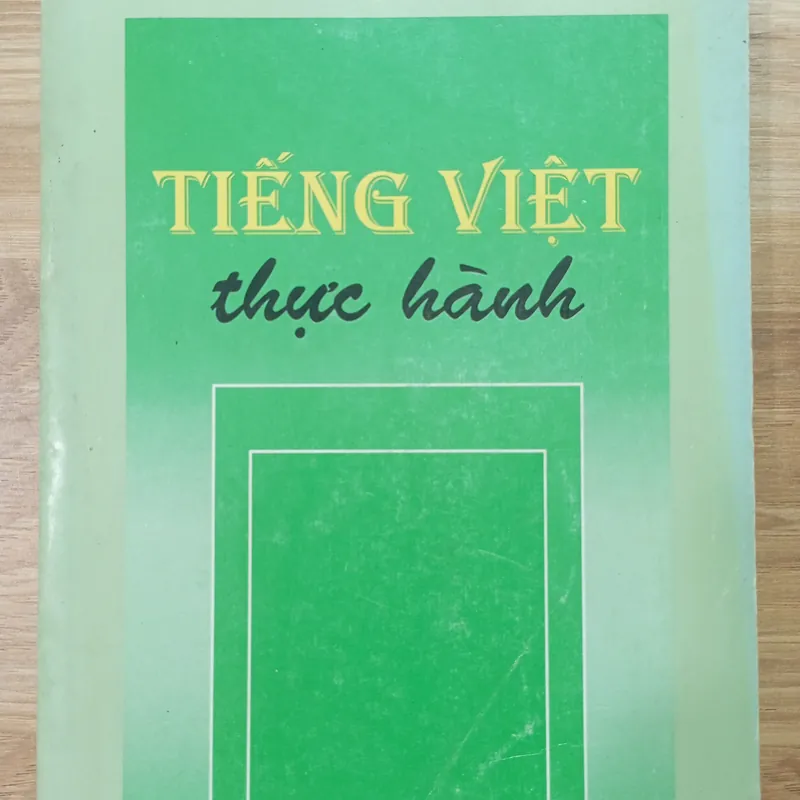 TIẾNG VIỆT
thực hành